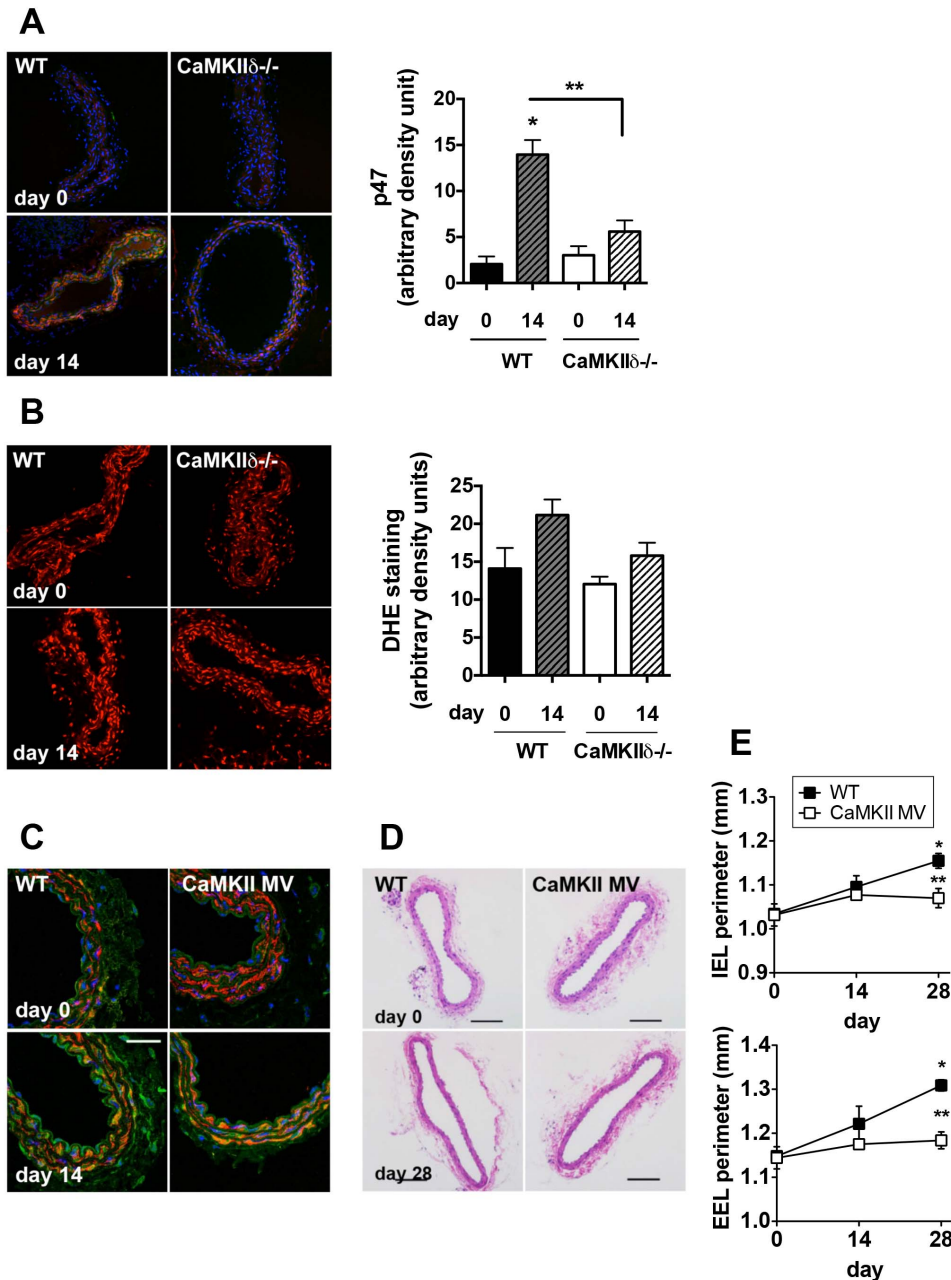 A
WT
CaMKIIδ-/-
day 0
day 14
p47
(arbitrary density unit)
20
15
10
5
0
*
**
day
0
14
0
14
WT
CaMKIIδ-/-
B
WT
CaMKIIδ-/-
day 0
day 14
DHE staining
(arbitrary density units)
25
20
15
10
5
0
day
0
14
0
14
WT
CaMKIIδ-/-
C
WT
CaMKII MV
day 0
day 14
D
WT
CaMKII MV
day 0
day 28
E
WT
CaMKII MV
IEL perimeter (mm)
1.3
1.2
1.1
1.0
0.9
*
**
0
14
28
day
EEL perimeter (mm)
1.4
1.3
1.2
1.1
1.0
*
**
0
14
28
day